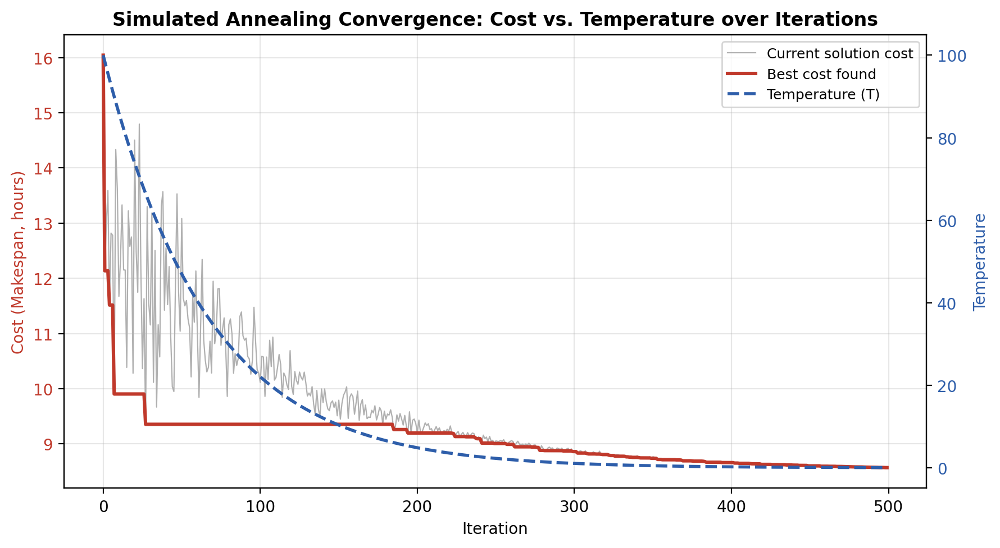 Simulated Annealing Convergence: Cost vs. Temperature over Iterations
Current solution cost
Best cost found
Temperature (T)
Cost (Makespan, hours)
16
15
14
13
12
11
10
9
100
80
60
40
20
0
Temperature
0
100
200
300
400
500
Iteration